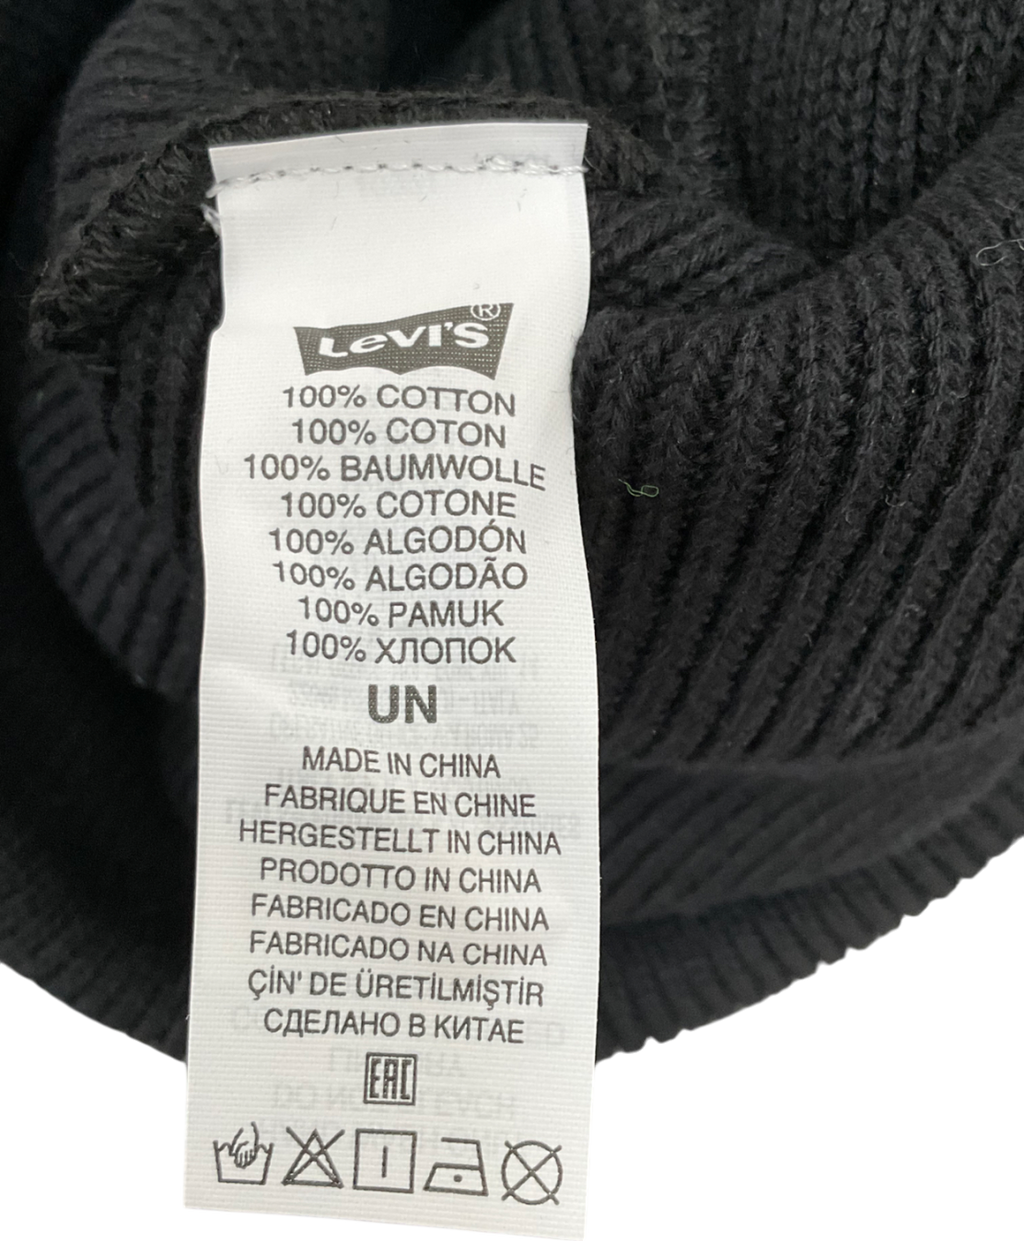 LEVI'S®
100% COTTON
100% COTON
100% BAUMWOLLE
100% COTONE
100% ALGODÓN
100% ALGODÃO
100% PAMUK
100% ХЛОПОК
UN
MADE IN CHINA
FABRIQUE EN CHINE
HERGESTELLT IN CHINA
PRODOTTO IN CHINA
FABRICADO EN CHINA
FABRICADO NA CHINA
ÇİN' DE ÜRETİLMİŞTİR
СДЕЛАНО В КИТАЕ
EAC